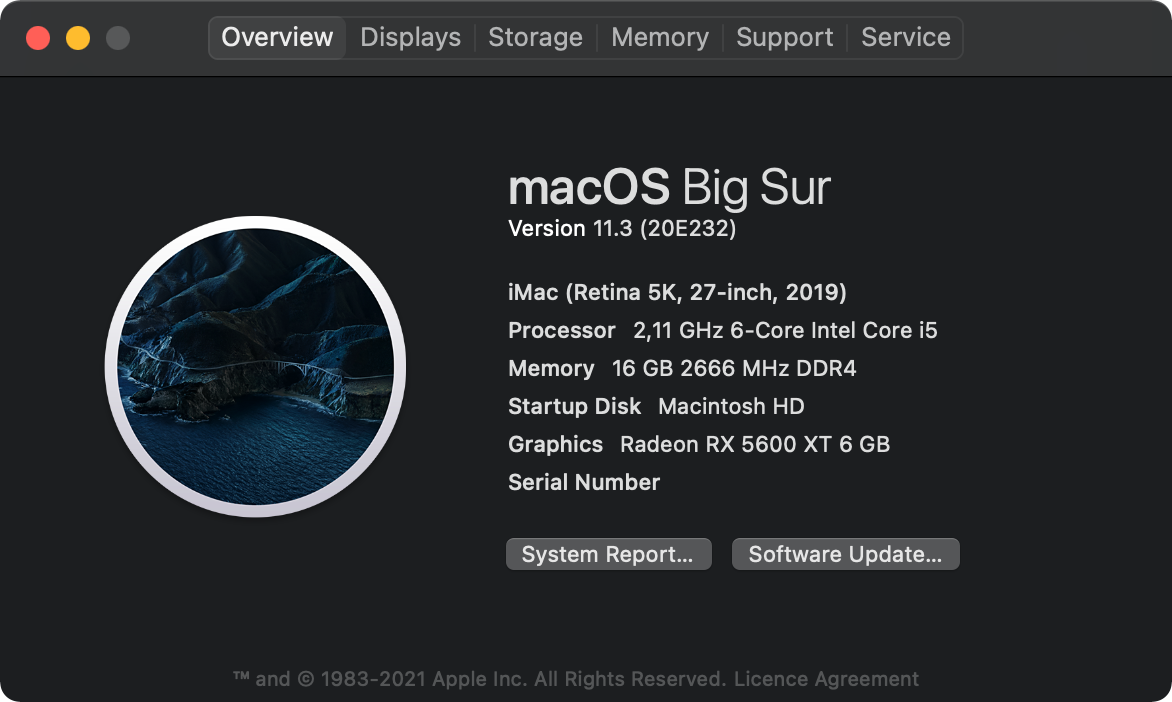 Overview Displays Storage Memory Support Service
macOS Big Sur
Version 11.3 (20E232)
iMac (Retina 5K, 27-inch, 2019)
Processor 2,11 GHz 6-Core Intel Core i5
Memory 16 GB 2666 MHz DDR4
Startup Disk Macintosh HD
Graphics Radeon RX 5600 XT 6 GB
Serial Number
System Report... Software Update...
™ and © 1983-2021 Apple Inc. All Rights Reserved. Licence Agreement